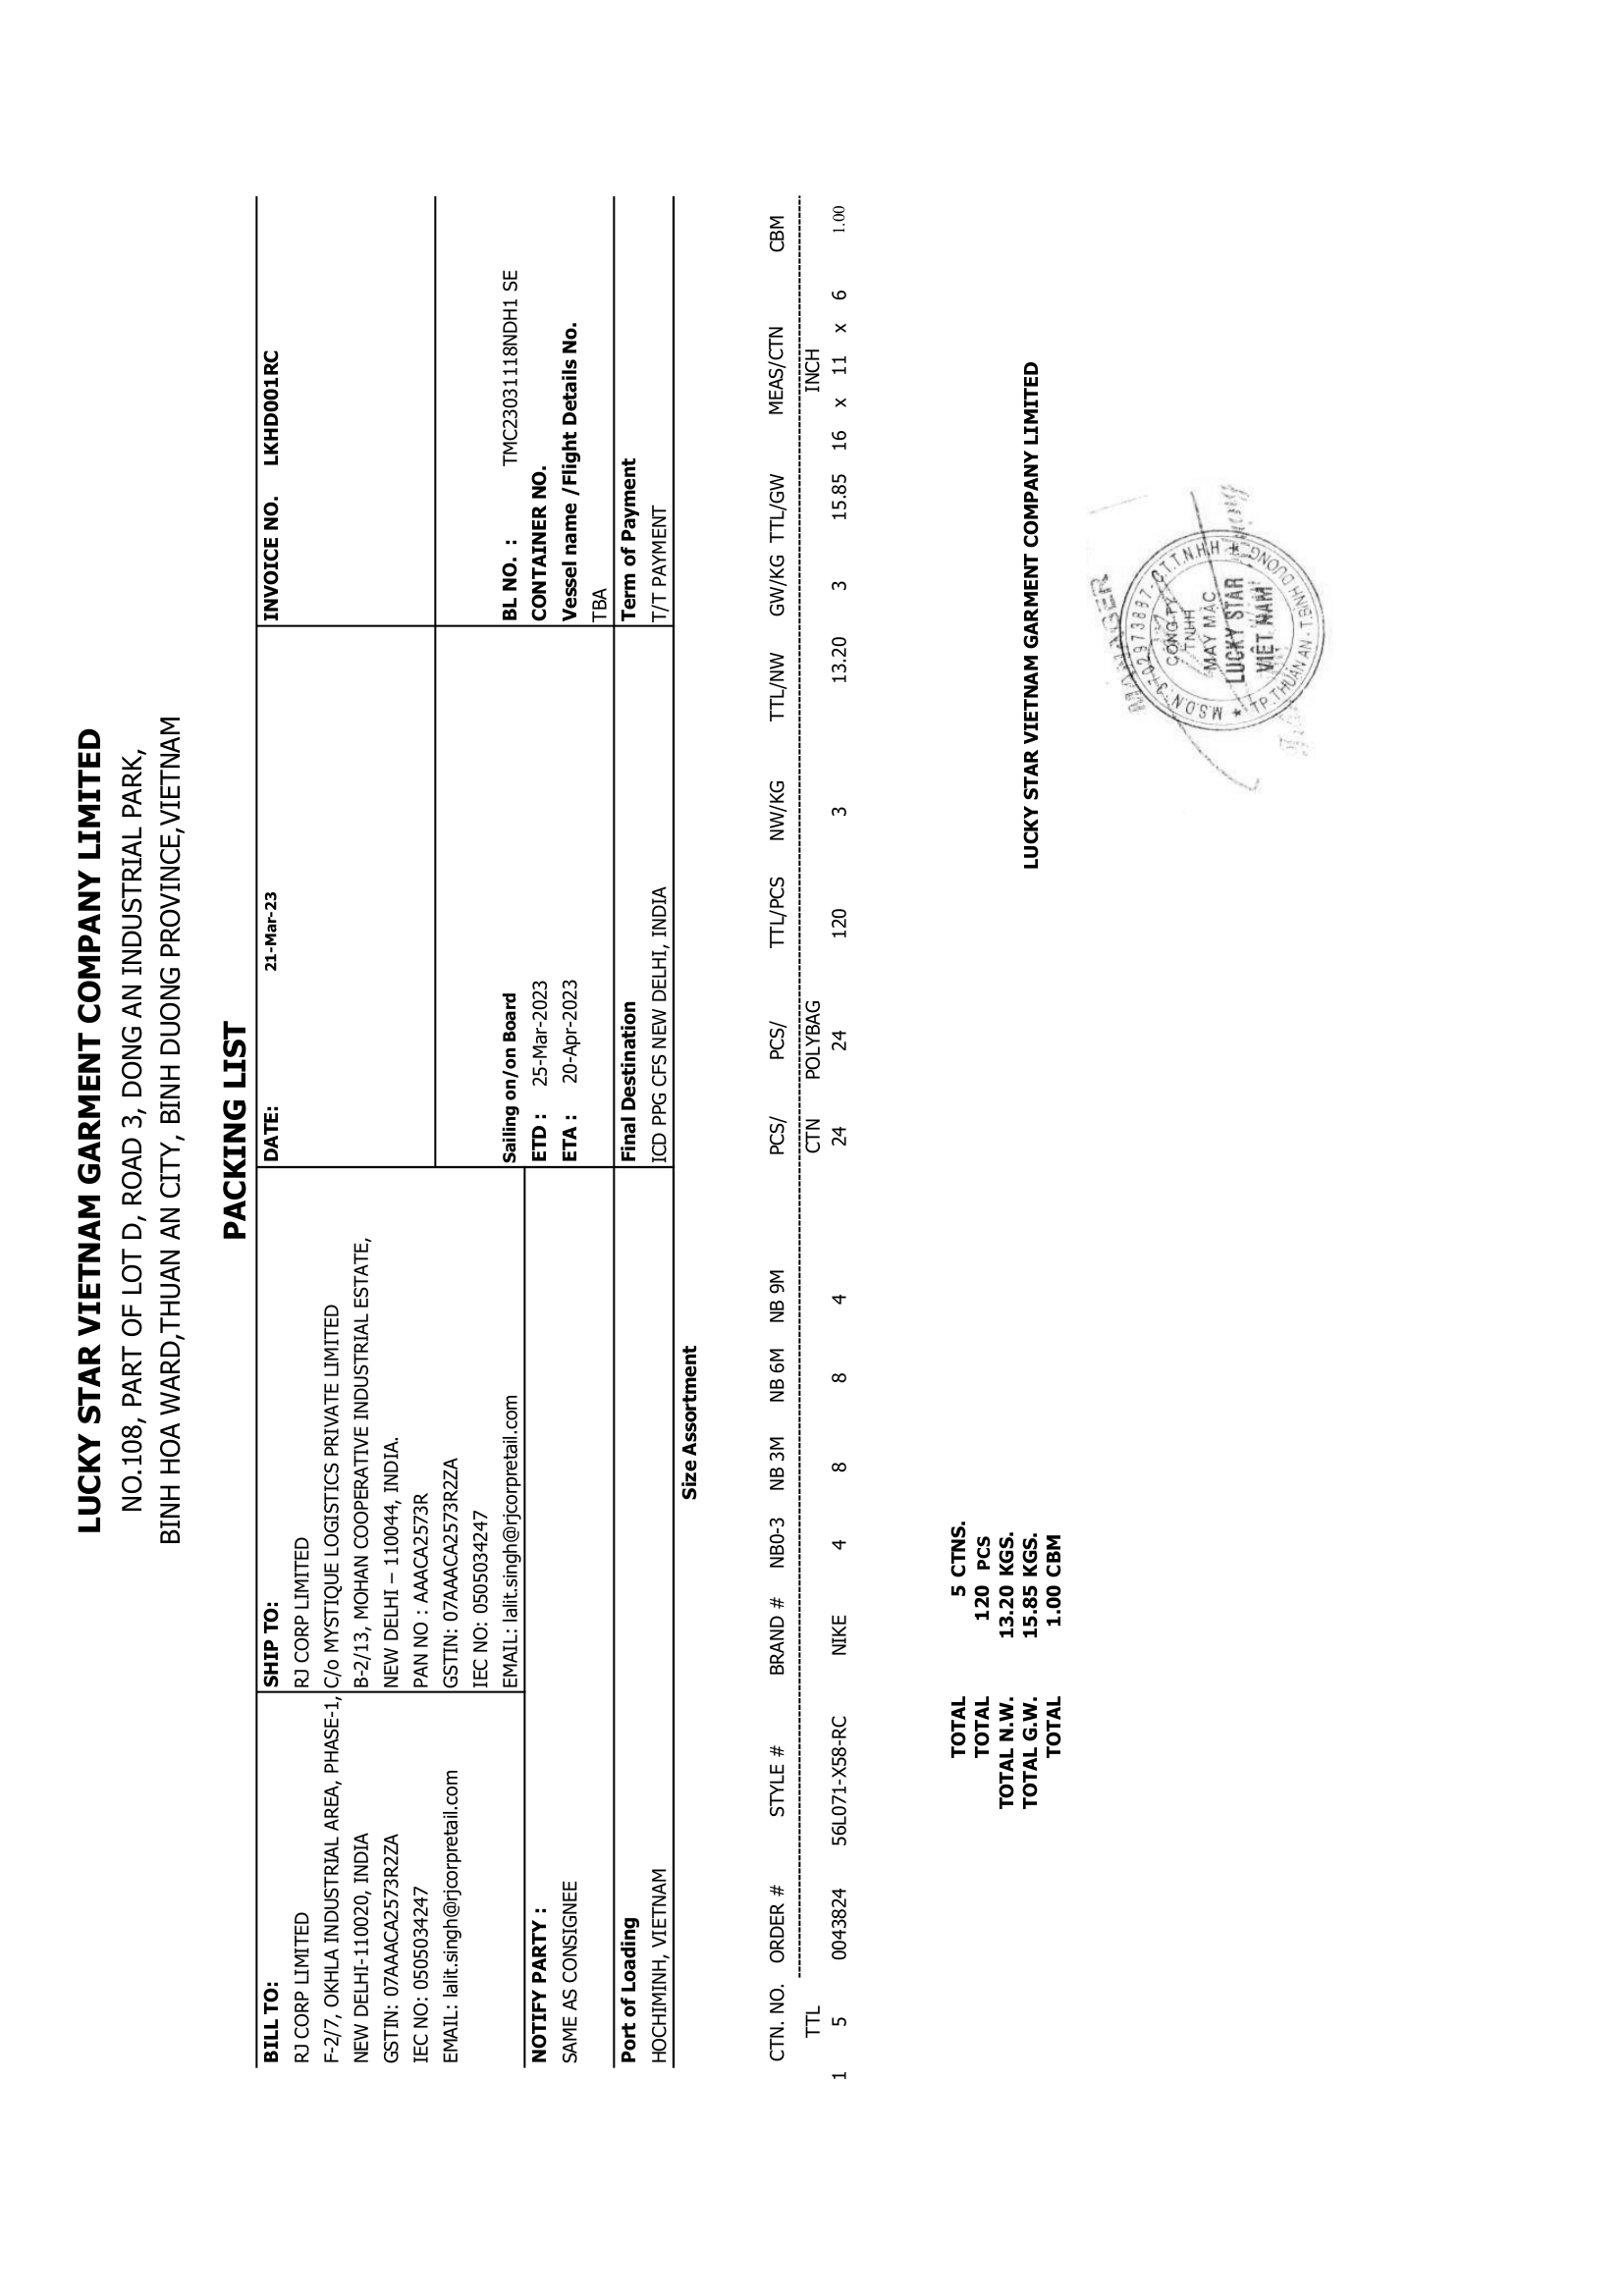 LUCKY STAR VIETNAM GARMENT COMPANY LIMITED
NO.108, PART OF LOT D, ROAD 3, DONG AN INDUSTRIAL PARK,
BINH HOA WARD,THUAN AN CITY, BINH DUONG PROVINCE,VIETNAM
PACKING LIST
BILL TO:
RJ CORP LIMITED
F-2/7, OKHLA INDUSTRIAL AREA, PHASE-1,
NEW DELHI-110020, INDIA
GSTIN: 07AAACA2573R2ZA
IEC NO: 0505034247
EMAIL: lalit.singh@rjcorpretail.com
SHIP TO:
RJ CORP LIMITED
C/o MYSTIQUE LOGISTICS PRIVATE LIMITED
B-2/13, MOHAN COOPERATIVE INDUSTRIAL ESTATE,
NEW DELHI – 110044, INDIA.
PAN NO : AAACA2573R
GSTIN: 07AAACA2573R2ZA
IEC NO: 0505034247
EMAIL: lalit.singh@rjcorpretail.com
DATE: 21-Mar-23
INVOICE NO. LKHD001RC
NOTIFY PARTY :
SAME AS CONSIGNEE
Sailing on/on Board
ETD : 25-Mar-2023
ETA : 20-Apr-2023
BL NO. : TMC23031118NDH1 SE
CONTAINER NO.
Vessel name /Flight Details No.
TBA
Port of Loading
HOCHIMINH, VIETNAM
Final Destination
ICD PPG CFS NEW DELHI, INDIA
Term of Payment
T/T PAYMENT
Size Assortment
CTN. NO. ORDER # STYLE # BRAND # NB0-3 NB 3M NB 6M NB 9M PCS/ PCS/ TTL/PCS NW/KG TTL/NW GW/KG TTL/GW MEAS/CTN CBM
TTL CTN POLYBAG INCH
1 5 0043824 56L071-X58-RC NIKE 4 8 8 4 24 24 120 3 13.20 3 15.85 16 x 11 x 6 1.00
TOTAL 5 CTNS.
TOTAL 120 PCS
TOTAL N.W. 13.20 KGS.
TOTAL G.W. 15.85 KGS.
TOTAL 1.00 CBM
LUCKY STAR VIETNAM GARMENT COMPANY LIMITED
MANAGER
M.S.D.N: 3702973897 - C.T.T.N.H.H
CÔNG TY
TNHH
MAY MẶC
LUCKY STAR
VIỆT NAM
TP. THUẬN AN - T. BÌNH DƯƠNG